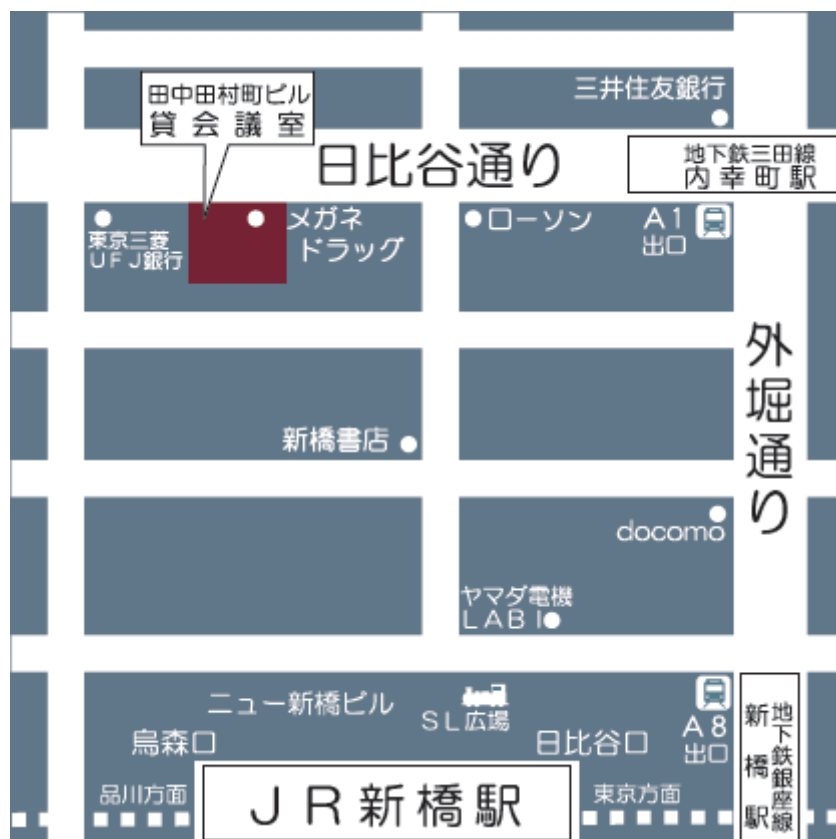 三井住友銀行
田中田村町ビル
貸会議室
日比谷通り
地下鉄三田線
内幸町駅
東京三菱
UFJ銀行
メガネ
ドラッグ
ローソン
A1
出口
外堀通り
新橋書店
docomo
ヤマダ電機
LABI
ニュー新橋ビル
SL広場
烏森口
日比谷口
A8
出口
地下鉄銀座線
新橋駅
品川方面
JR新橋駅
東京方面